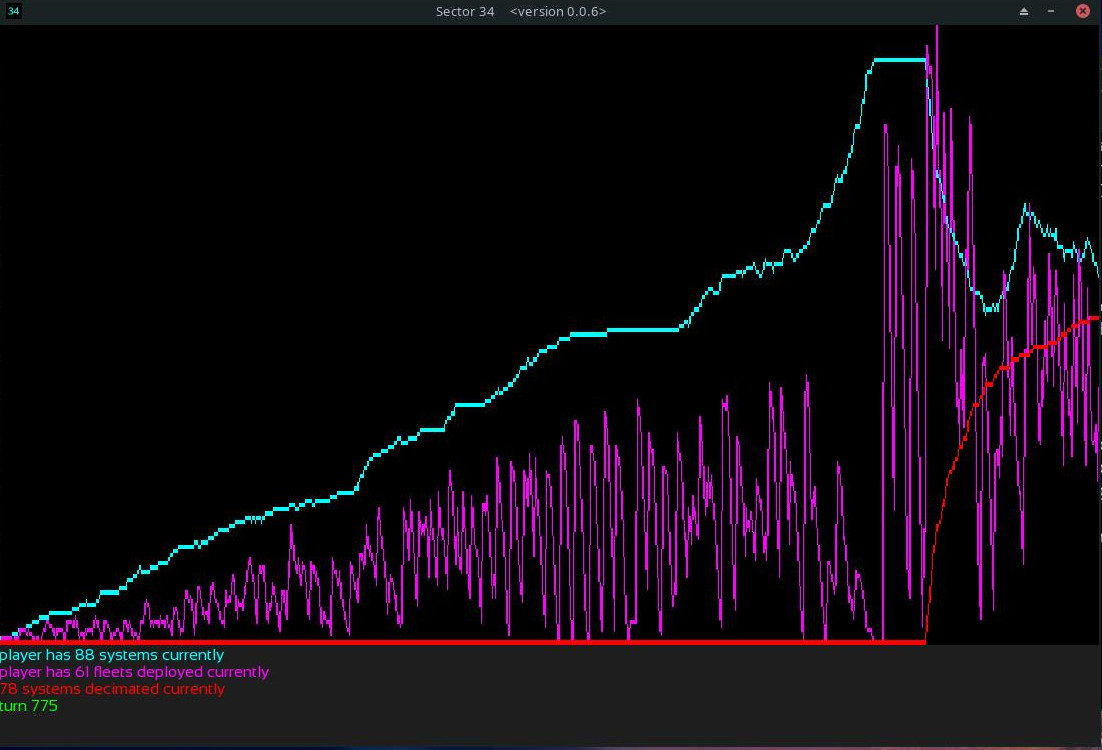 34
Sector 34 <version 0.0.6>
player has 88 systems currently
player has 61 fleets deployed currently
78 systems decimated currently
turn 775